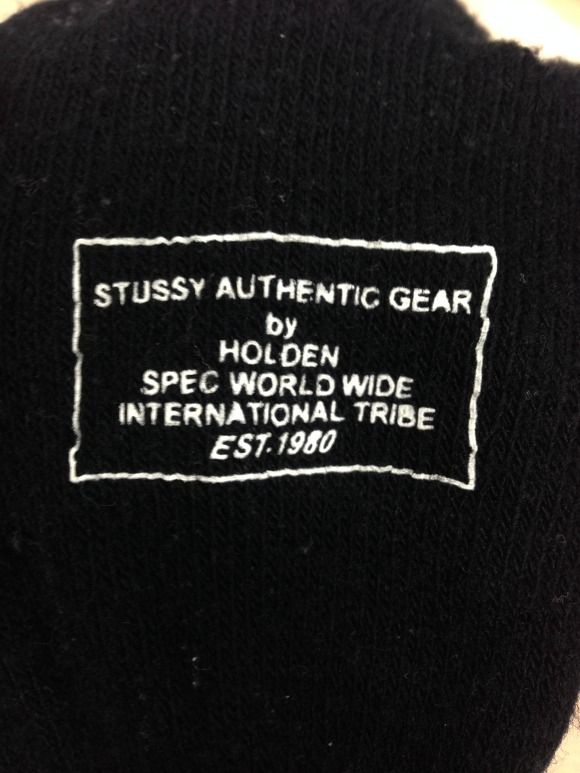 STUSSY AUTHENTIC GEAR
by
HOLDEN
SPEC WORLD WIDE
INTERNATIONAL TRIBE
EST.1980